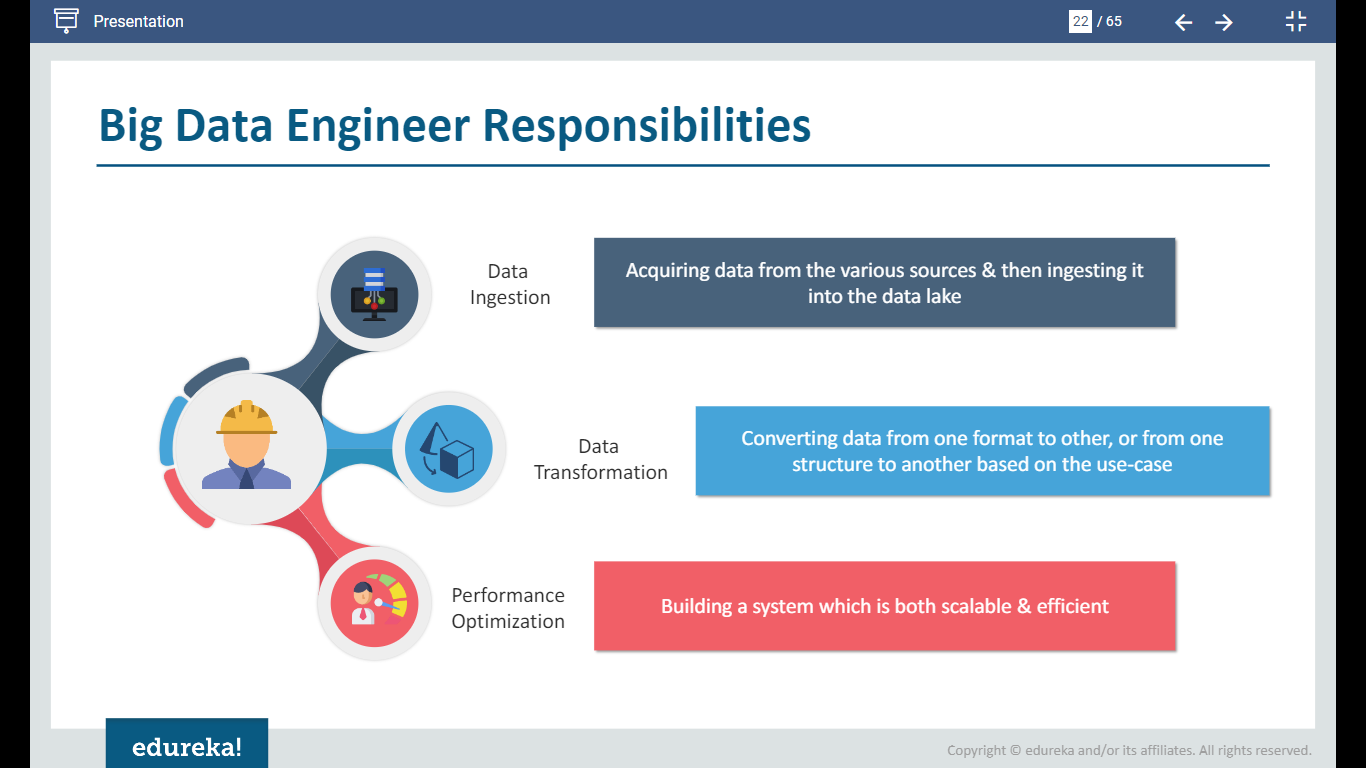 Presentation
22 / 65
Big Data Engineer Responsibilities
Data
Ingestion
Acquiring data from the various sources & then ingesting it
into the data lake
Data
Transformation
Converting data from one format to other, or from one
structure to another based on the use-case
Performance
Optimization
Building a system which is both scalable & efficient
edureka!
Copyright © edureka and/or its affiliates. All rights reserved.